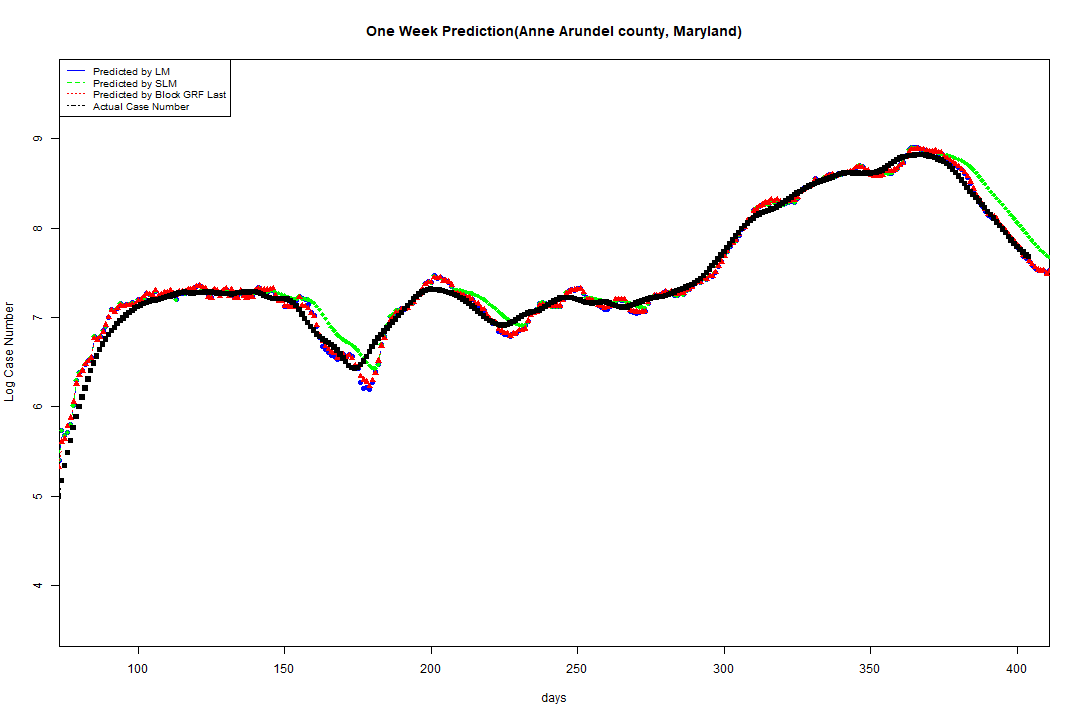 One Week Prediction(Anne Arundel county, Maryland)
Predicted by LM
Predicted by SLM
Predicted by Block GRF Last
Actual Case Number
9
8
7
6
5
4
Log Case Number
100 150 200 250 300 350 400
days